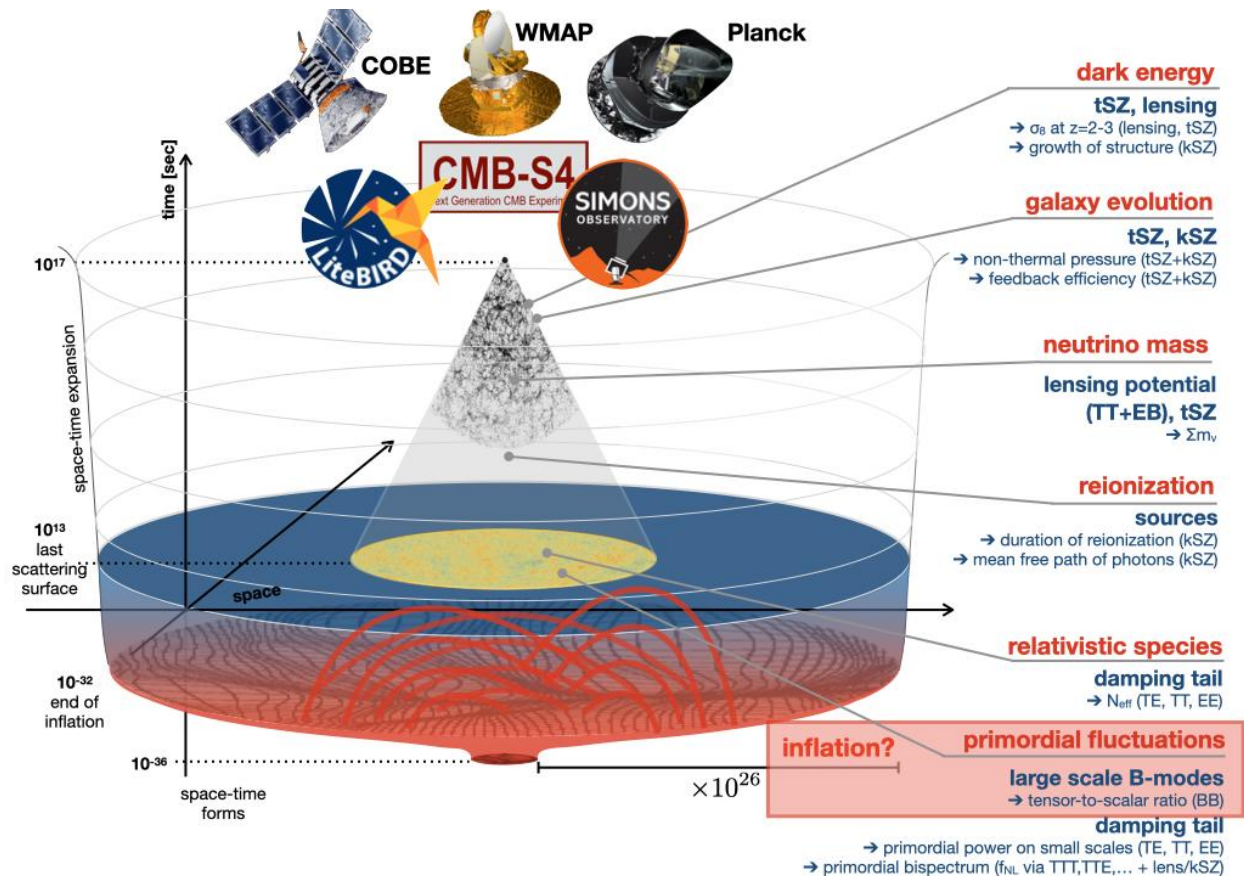 COBE
WMAP
Planck
CMB-S4
ext Generation CMB Experim
LiteBIRD
SIMONS
OBSERVATORY
time [sec]
10¹⁷
space-time expansion
10¹³
last
scattering
surface
space
10⁻³²
end of
inflation
10⁻³⁶
space-time
forms
×10²⁶
dark energy
tSZ, lensing
→ σ₈ at z=2-3 (lensing, tSZ)
→ growth of structure (kSZ)
galaxy evolution
tSZ, kSZ
→ non-thermal pressure (tSZ+kSZ)
→ feedback efficiency (tSZ+kSZ)
neutrino mass
lensing potential
(TT+EB), tSZ
→ Σmᵥ
reionization
sources
→ duration of reionization (kSZ)
→ mean free path of photons (kSZ)
relativistic species
damping tail
→ Neff (TE, TT, EE)
inflation?
primordial fluctuations
large scale B-modes
→ tensor-to-scalar ratio (BB)
damping tail
→ primordial power on small scales (TE, TT, EE)
→ primordial bispectrum (fNL via TTT,TTE,... + lens/kSZ)